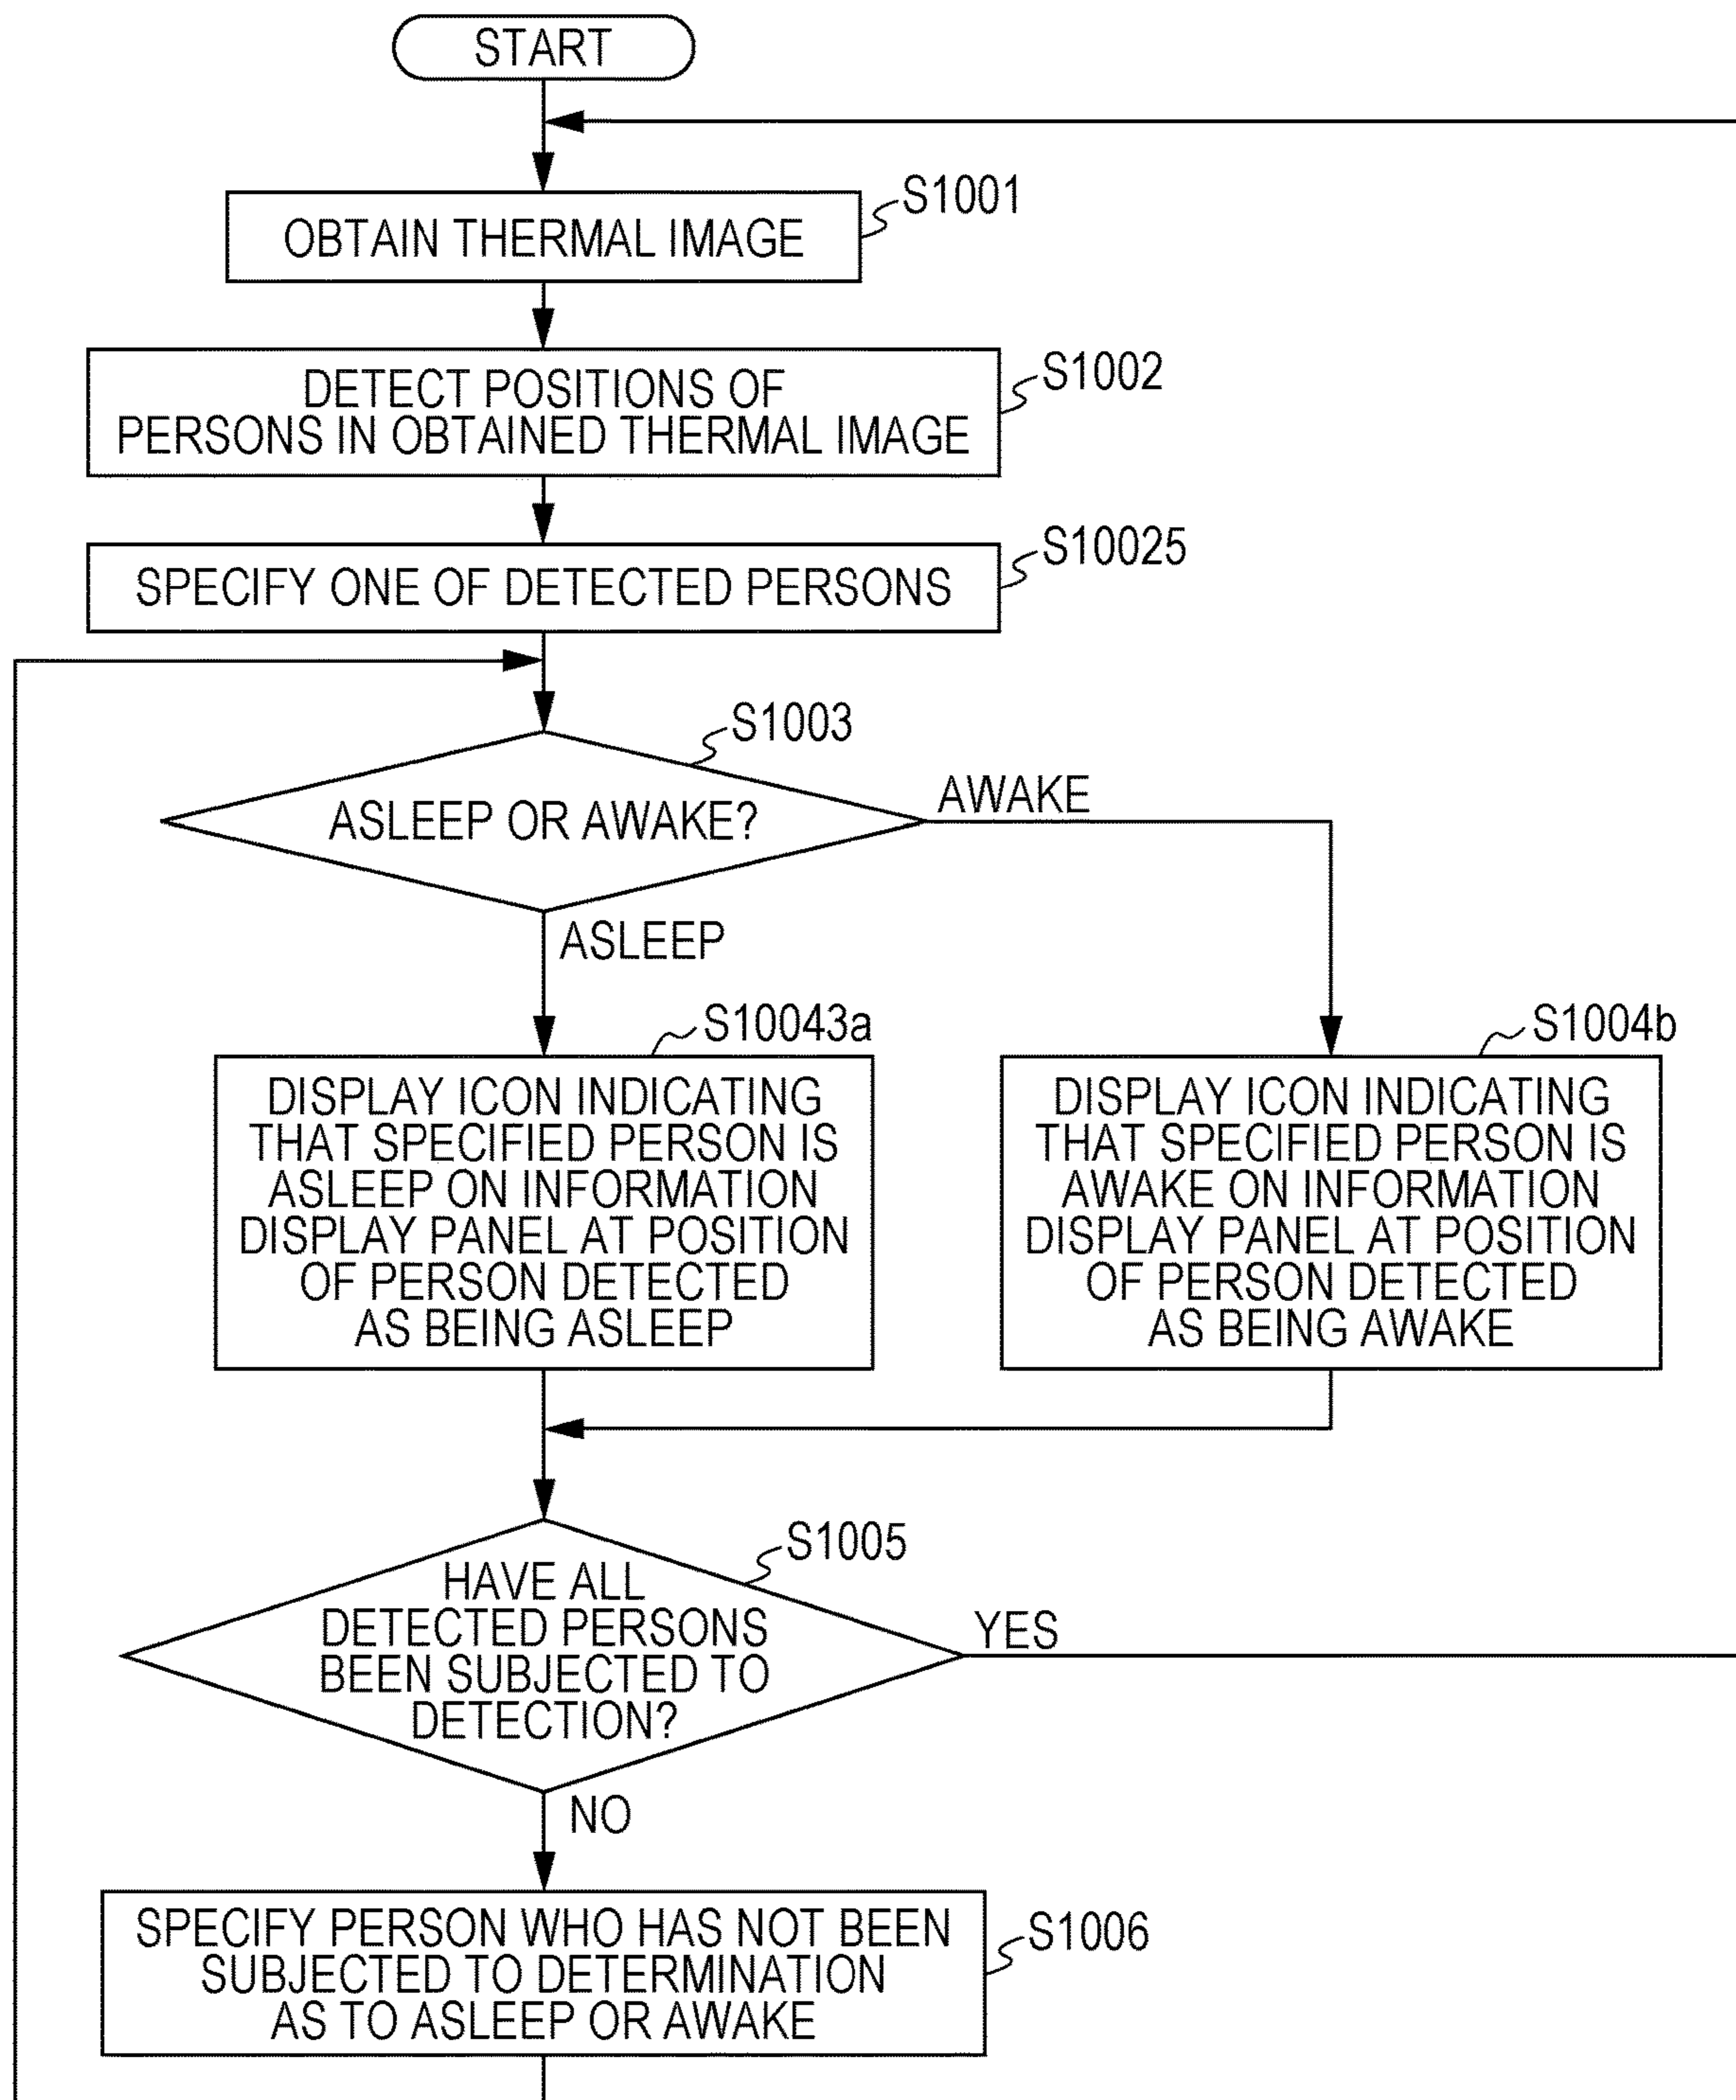 START
S1001
OBTAIN THERMAL IMAGE
S1002
DETECT POSITIONS OF
PERSONS IN OBTAINED THERMAL IMAGE
S10025
SPECIFY ONE OF DETECTED PERSONS
S1003
ASLEEP OR AWAKE?
AWAKE
ASLEEP
S10043a
DISPLAY ICON INDICATING
THAT SPECIFIED PERSON IS
ASLEEP ON INFORMATION
DISPLAY PANEL AT POSITION
OF PERSON DETECTED
AS BEING ASLEEP
S1004b
DISPLAY ICON INDICATING
THAT SPECIFIED PERSON IS
AWAKE ON INFORMATION
DISPLAY PANEL AT POSITION
OF PERSON DETECTED
AS BEING AWAKE
S1005
HAVE ALL
DETECTED PERSONS
BEEN SUBJECTED TO
DETECTION?
YES
NO
S1006
SPECIFY PERSON WHO HAS NOT BEEN
SUBJECTED TO DETERMINATION
AS TO ASLEEP OR AWAKE